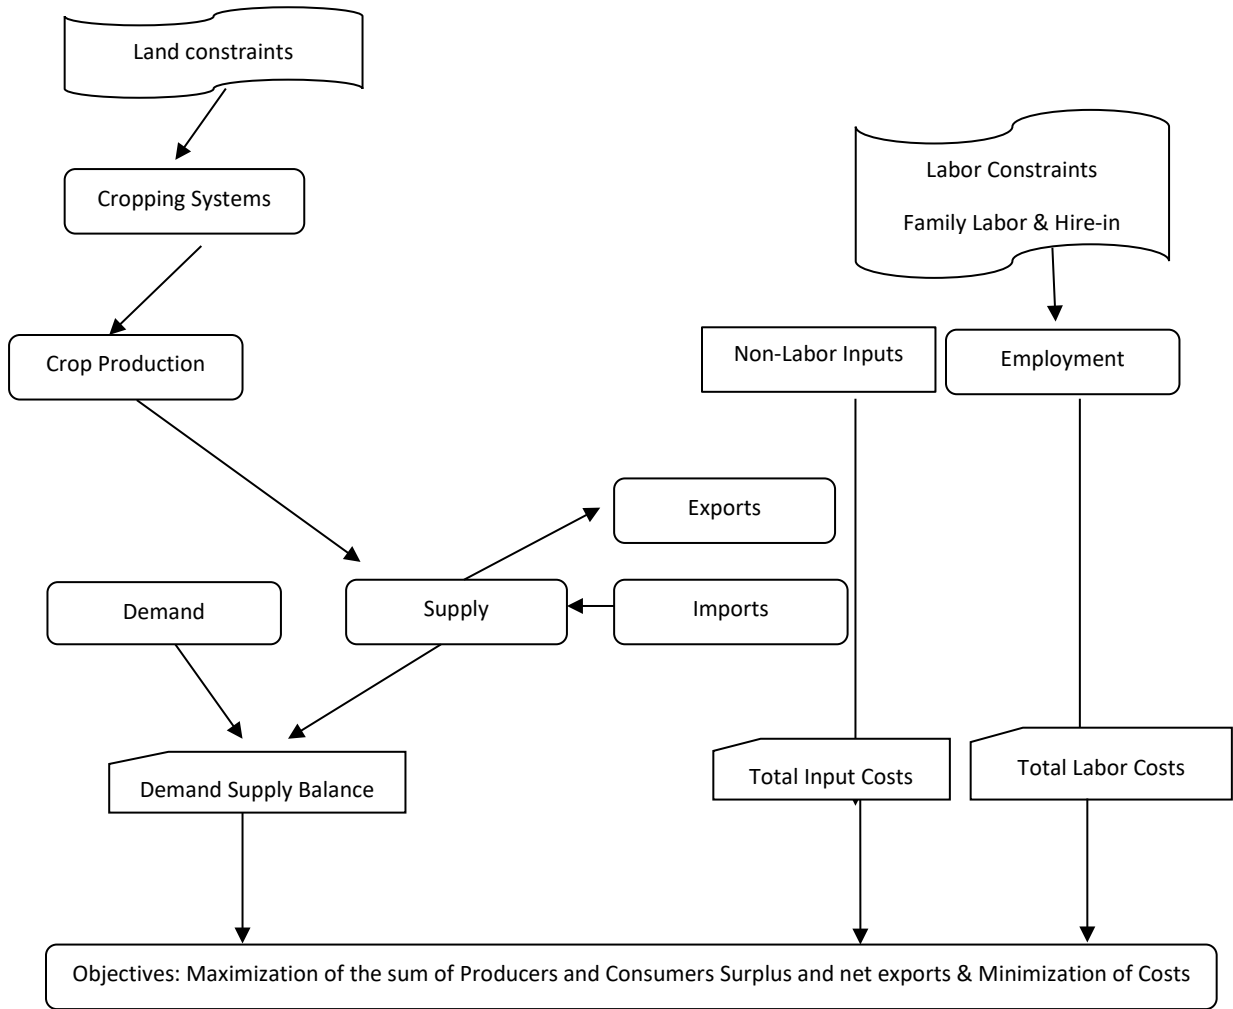 Land constraints
Labor Constraints
Family Labor & Hire-in
Cropping Systems
Crop Production
Non-Labor Inputs
Employment
Exports
Demand
Supply
Imports
Demand Supply Balance
Total Input Costs
Total Labor Costs
Objectives: Maximization of the sum of Producers and Consumers Surplus and net exports & Minimization of Costs